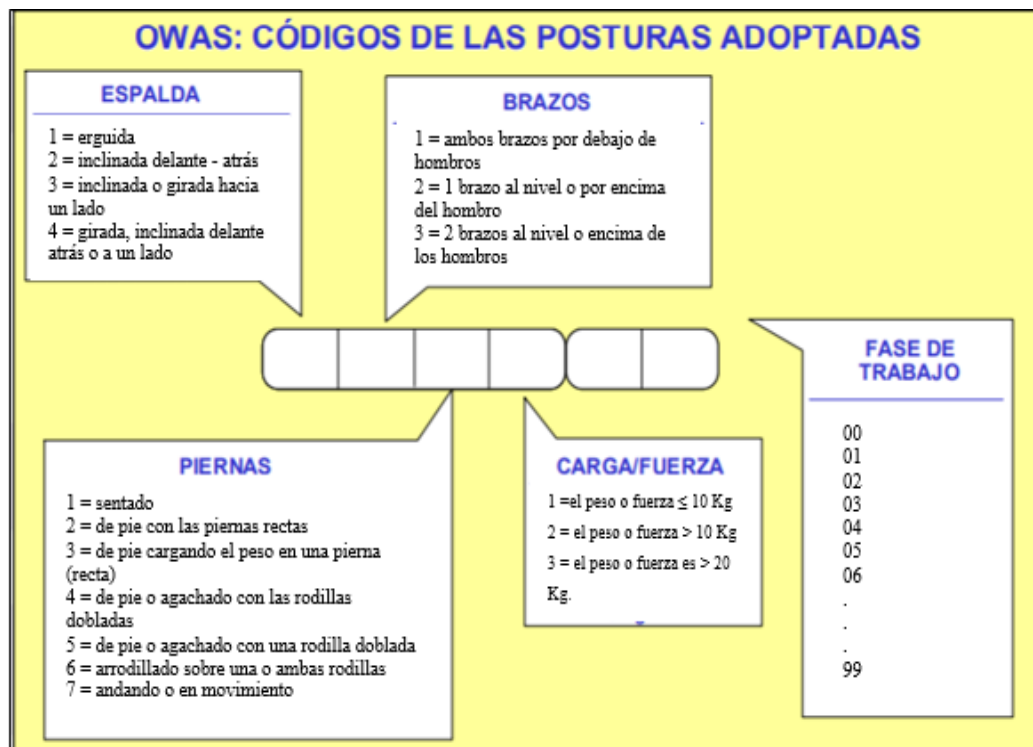 OWAS: CÓDIGOS DE LAS POSTURAS ADOPTADAS
ESPALDA
1 = erguida
2 = inclinada delante - atrás
3 = inclinada o girada hacia
un lado
4 = girada, inclinada delante
atrás o a un lado
BRAZOS
1 = ambos brazos por debajo de
hombros
2 = 1 brazo al nivel o por encima
del hombro
3 = 2 brazos al nivel o encima de
los hombros
PIERNAS
1 = sentado
2 = de pie con las piernas rectas
3 = de pie cargando el peso en una pierna
(recta)
4 = de pie o agachado con las rodillas
dobladas
5 = de pie o agachado con una rodilla doblada
6 = arrodillado sobre una o ambas rodillas
7 = andando o en movimiento
CARGA/FUERZA
1 =el peso o fuerza ≤ 10 Kg
2 = el peso o fuerza > 10 Kg
3 = el peso o fuerza es > 20
Kg.
FASE DE
TRABAJO
00
01
02
03
04
05
06
.
.
.
99